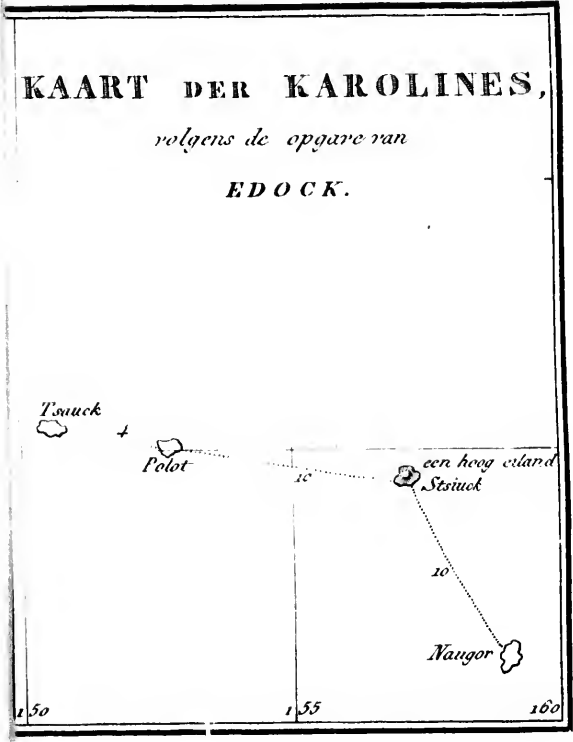 KAART DER KAROLINES,
volgens de opgave van
EDOCK.
Tsauck
4
Polot
10
een hoog eiland
Stsiuck
10
Naugor
150
155
160